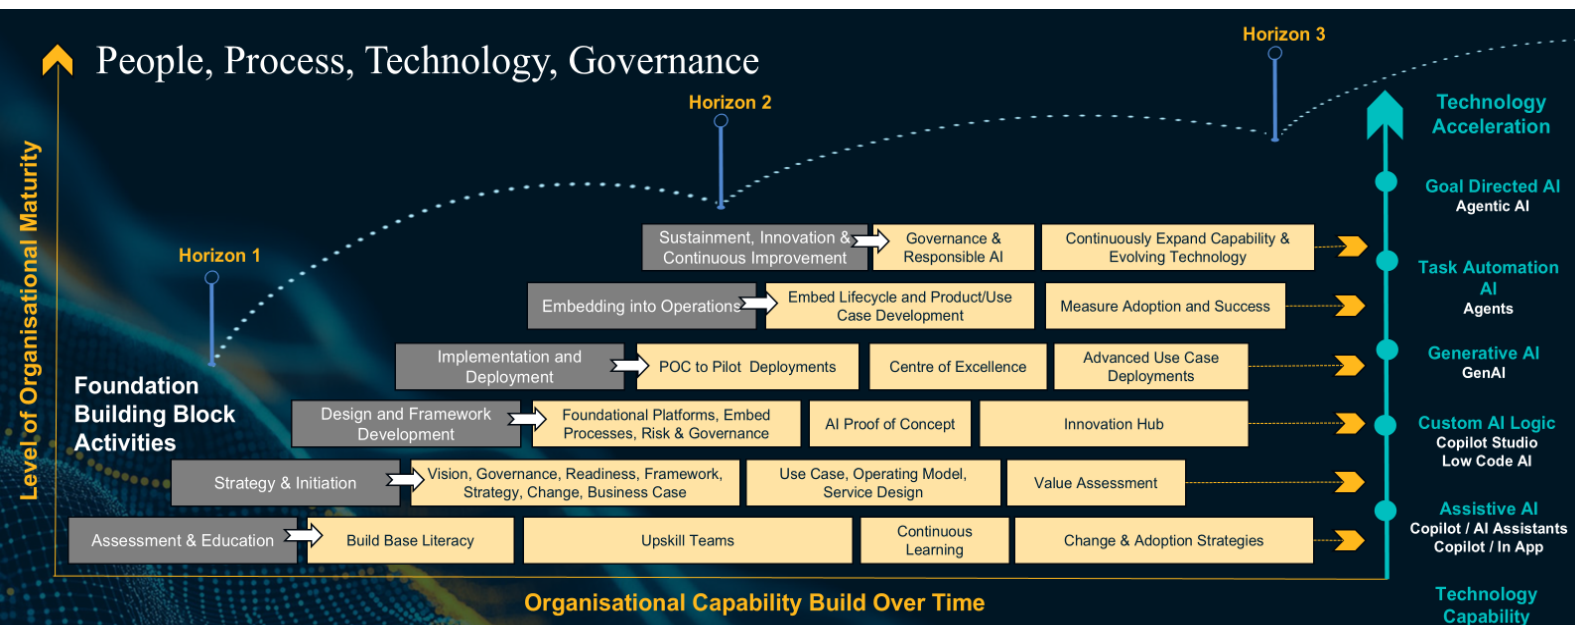 People, Process, Technology, Governance
Level of Organisational Maturity
Horizon 1
Horizon 2
Horizon 3
Foundation
Building Block
Activities
Sustainment, Innovation &
Continuous Improvement
Governance &
Responsible AI
Continuously Expand Capability &
Evolving Technology
Embedding into Operations
Embed Lifecycle and Product/Use
Case Development
Measure Adoption and Success
Implementation and
Deployment
POC to Pilot Deployments
Centre of Excellence
Advanced Use Case
Deployments
Design and Framework
Development
Foundational Platforms, Embed
Processes, Risk & Governance
AI Proof of Concept
Innovation Hub
Strategy & Initiation
Vision, Governance, Readiness, Framework,
Strategy, Change, Business Case
Use Case, Operating Model,
Service Design
Value Assessment
Assessment & Education
Build Base Literacy
Upskill Teams
Continuous
Learning
Change & Adoption Strategies
Organisational Capability Build Over Time
Technology
Acceleration
Goal Directed AI
Agentic AI
Task Automation
AI
Agents
Generative AI
GenAI
Custom AI Logic
Copilot Studio
Low Code AI
Assistive AI
Copilot / AI Assistants
Copilot / In App
Technology
Capability